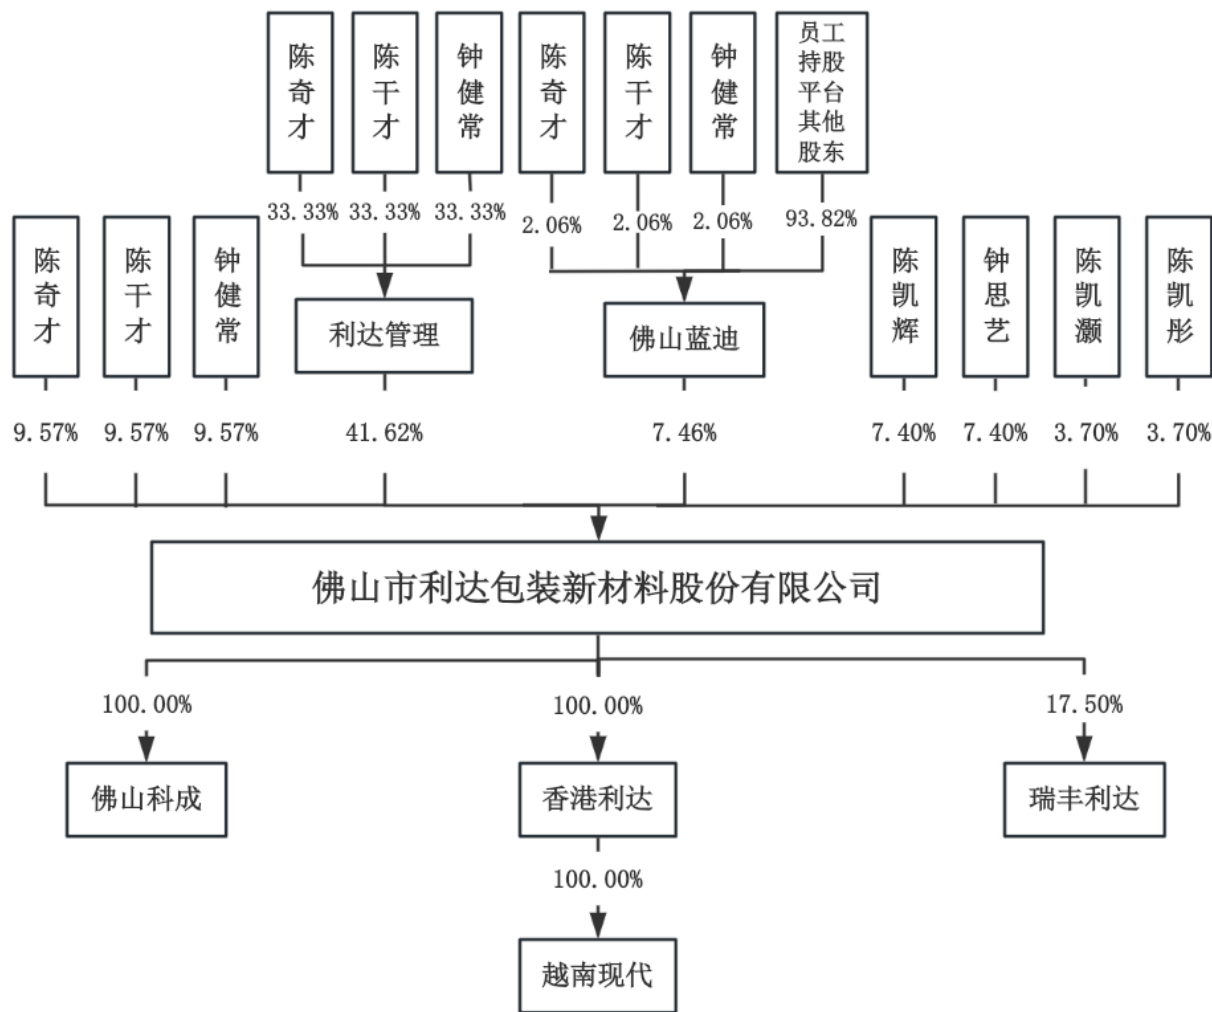 陈奇才
陈干才
钟健常
陈奇才
陈干才
钟健常
员工
持股
平台
其他
股东
33.33%
33.33%
33.33%
2.06%
2.06%
2.06%
93.82%
陈奇才
陈干才
钟健常
利达管理
佛山蓝迪
陈凯辉
钟思艺
陈凯灏
陈凯彤
9.57%
9.57%
9.57%
41.62%
7.46%
7.40%
7.40%
3.70%
3.70%
佛山市利达包装新材料股份有限公司
100.00%
100.00%
17.50%
佛山科成
香港利达
瑞丰利达
100.00%
越南现代